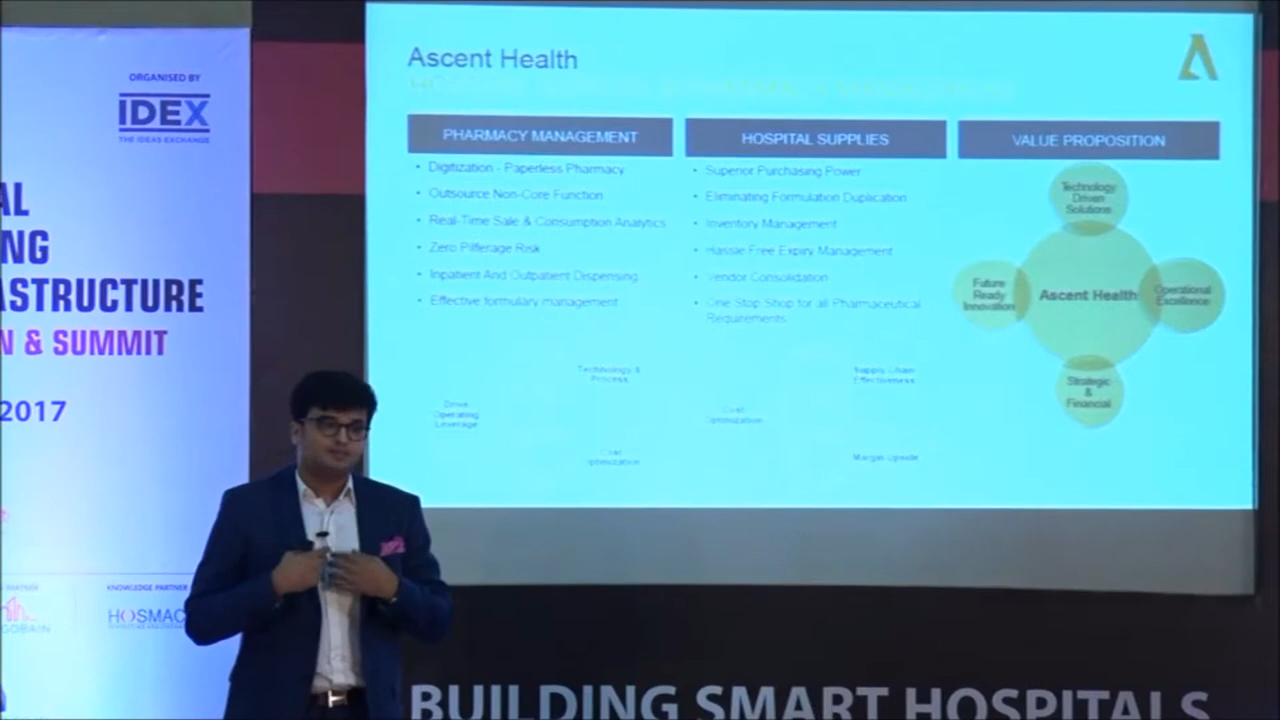 ORGANISED BY
IDEX
THE IDEAS EXCHANGE
AL
NG
ASTRUCTURE
N & SUMMIT
2017
PARTNER
GOBAIN
KNOWLEDGE PARTNER
HOSMAC
Ascent Health
PHARMACY MANAGEMENT
• Digitization - Paperless Pharmacy
• Outsource Non-Core Function
• Real-Time Sale & Consumption Analytics
• Zero Pilferage Risk
• Inpatient And Outpatient Dispensing
• Effective formulary management
Technology &
Process
Drive
Operating
Leverage
Cost
Optimization
HOSPITAL SUPPLIES
• Superior Purchasing Power
• Eliminating Formulation Duplication
• Inventory Management
• Hassle Free Expiry Management
• Vendor Consolidation
• One Stop Shop for all Pharmaceutical
Requirements
Supply Chain
Effectiveness
Cost
Optimization
Margin Upside
VALUE PROPOSITION
Technology
Driven
Solutions
Future
Ready
Innovation
Ascent Health
Operational
Excellence
Strategic
&
Financial
BUILDING SMART HOSPITALS